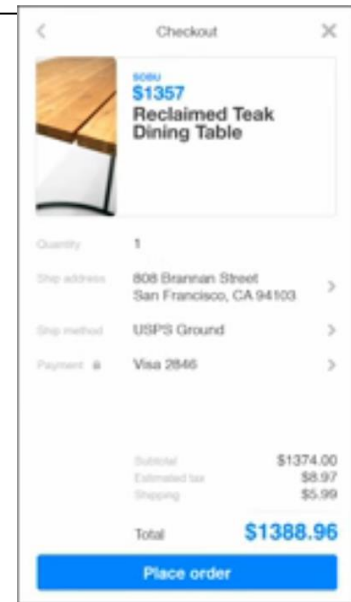 Checkout
SOBU
$1357
Reclaimed Teak
Dining Table
Quantity 1
Ship address 808 Brannan Street
San Francisco, CA 94103
Ship method USPS Ground
Payment Visa 2846
Subtotal $1374.00
Estimated tax $8.97
Shipping $5.99
Total $1388.96
Place order